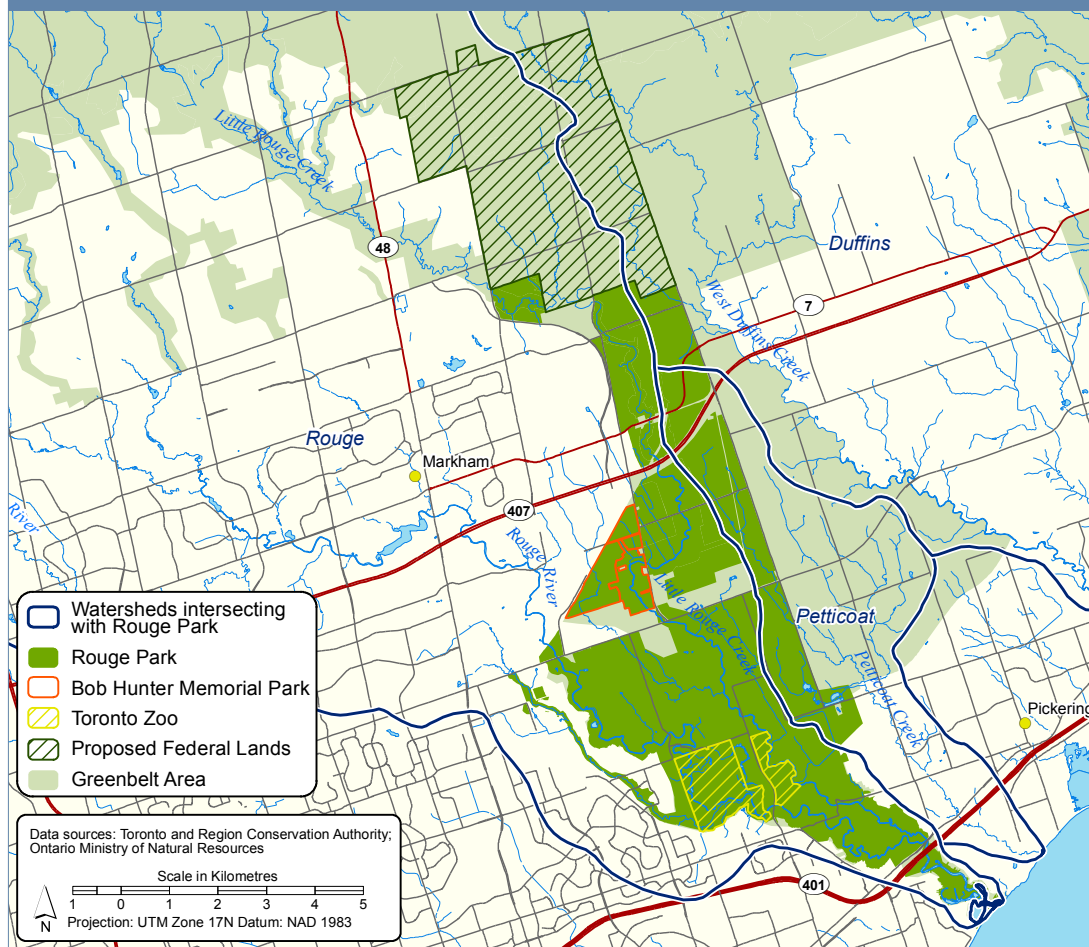 Little Rouge Creek
48
Duffins
7
West Duffins Creek
Rouge
Markham
407
River
Rouge River
Little Rouge Creek
Petticoat
Petticoat Creek
Pickering
401
Watersheds intersecting
with Rouge Park
Rouge Park
Bob Hunter Memorial Park
Toronto Zoo
Proposed Federal Lands
Greenbelt Area
Data sources: Toronto and Region Conservation Authority;
Ontario Ministry of Natural Resources
Scale in Kilometres
1 0 1 2 3 4 5
N
Projection: UTM Zone 17N Datum: NAD 1983